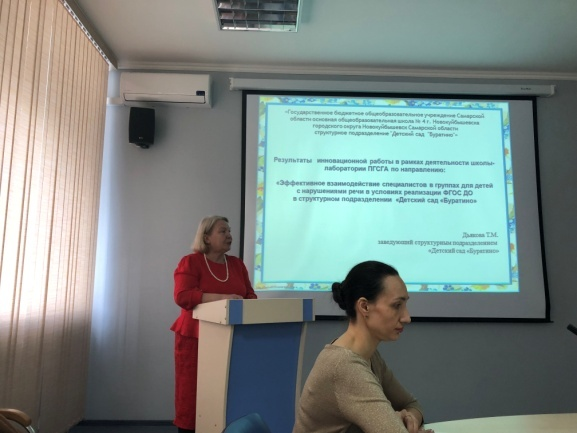 «Государственное бюджетное общеобразовательное учреждение Самарской
области основная общеобразовательная школа № 4 г. Новокуйбышевска
городского округа Новокуйбышевск Самарской области
структурное подразделение "Детский сад "Буратино"»
Результаты инновационной работы в рамках деятельности школы-
лаборатории ПГСГА по направлению:
«Эффективное взаимодействие специалистов в группах для детей
с нарушениями речи в условиях реализации ФГОС ДО
в структурном подразделении «Детский сад «Буратино»
Дьякова Т.М.
заведующий структурным подразделением
«Детский сад «Буратино»